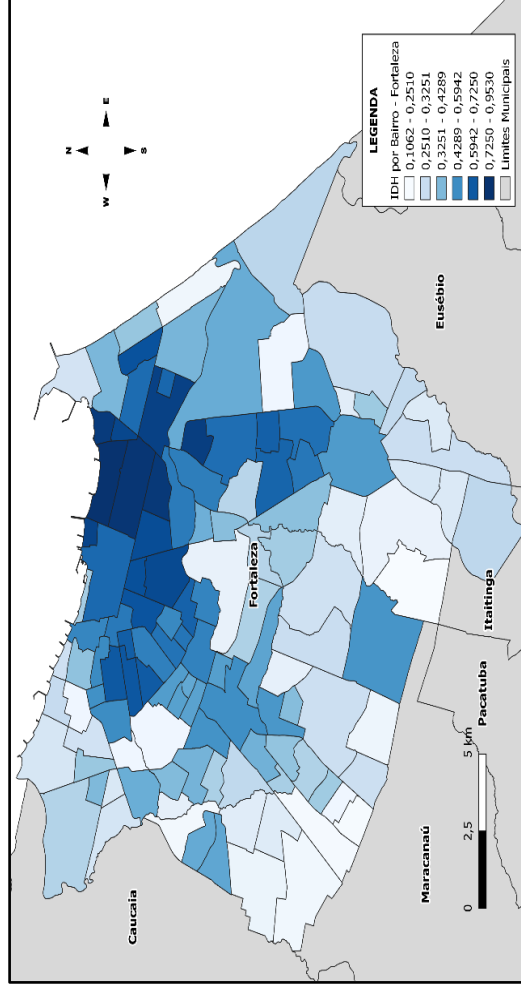 N
W E
S
LEGENDA
IDH por Bairro - Fortaleza
0,1062 - 0,2510
0,2510 - 0,3251
0,3251 - 0,4289
0,4289 - 0,5942
0,5942 - 0,7250
0,7250 - 0,9530
Limites Municipais
Caucaia
Fortaleza
Eusébio
Itaitinga
Pacatuba
Maracanaú
0 2,5 5 km